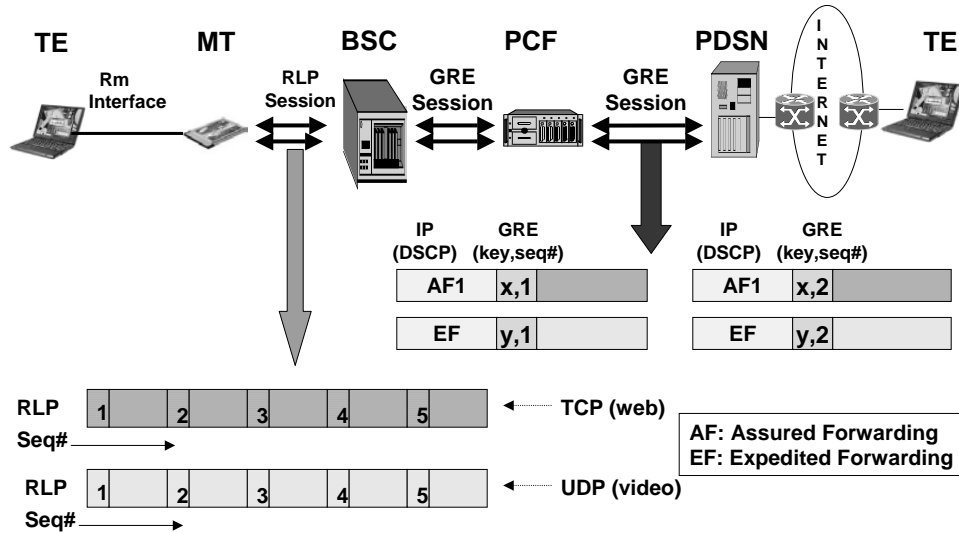 TE
MT
BSC
PCF
PDSN
INTERNET
TE
Rm
Interface
RLP
Session
GRE
Session
GRE
Session
IP
(DSCP)
GRE
(key,seq#)
IP
(DSCP)
GRE
(key,seq#)
AF1 x,1
AF1 x,2
EF y,1
EF y,2
RLP
Seq#
1 2 3 4 5
TCP (web)
RLP
Seq#
1 2 3 4 5
UDP (video)
AF: Assured Forwarding
EF: Expedited Forwarding